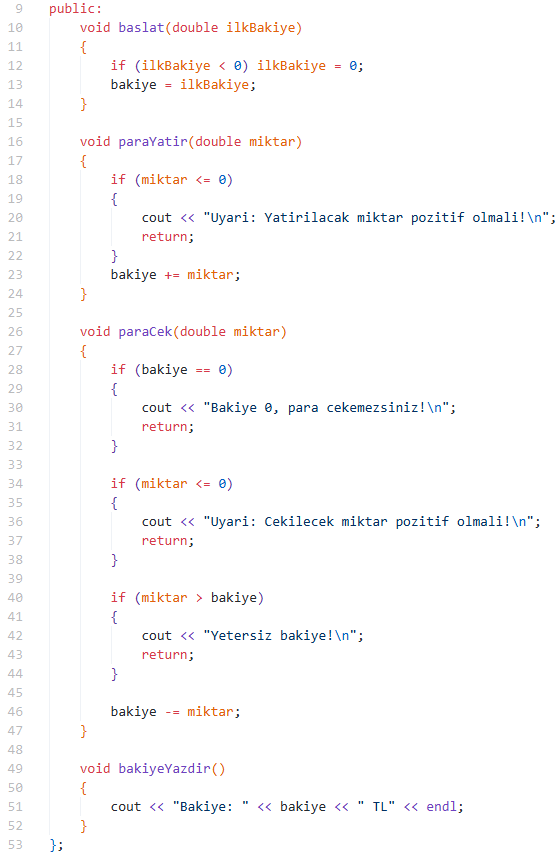 9 public:
10     void baslat(double ilkBakiye)
11     {
12         if (ilkBakiye < 0) ilkBakiye = 0;
13         bakiye = ilkBakiye;
14     }
15
16     void paraYatir(double miktar)
17     {
18         if (miktar <= 0)
19         {
20             cout << "Uyari: Yatirilacak miktar pozitif olmali!\n";
21             return;
22         }
23         bakiye += miktar;
24     }
25
26     void paraCek(double miktar)
27     {
28         if (bakiye == 0)
29         {
30             cout << "Bakiye 0, para cekemezsiniz!\n";
31             return;
32         }
33
34         if (miktar <= 0)
35         {
36             cout << "Uyari: Cekilecek miktar pozitif olmali!\n";
37             return;
38         }
39
40         if (miktar > bakiye)
41         {
42             cout << "Yetersiz bakiye!\n";
43             return;
44         }
45
46         bakiye -= miktar;
47     }
48
49     void bakiyeYazdir()
50     {
51         cout << "Bakiye: " << bakiye << " TL" << endl;
52     }
53 };